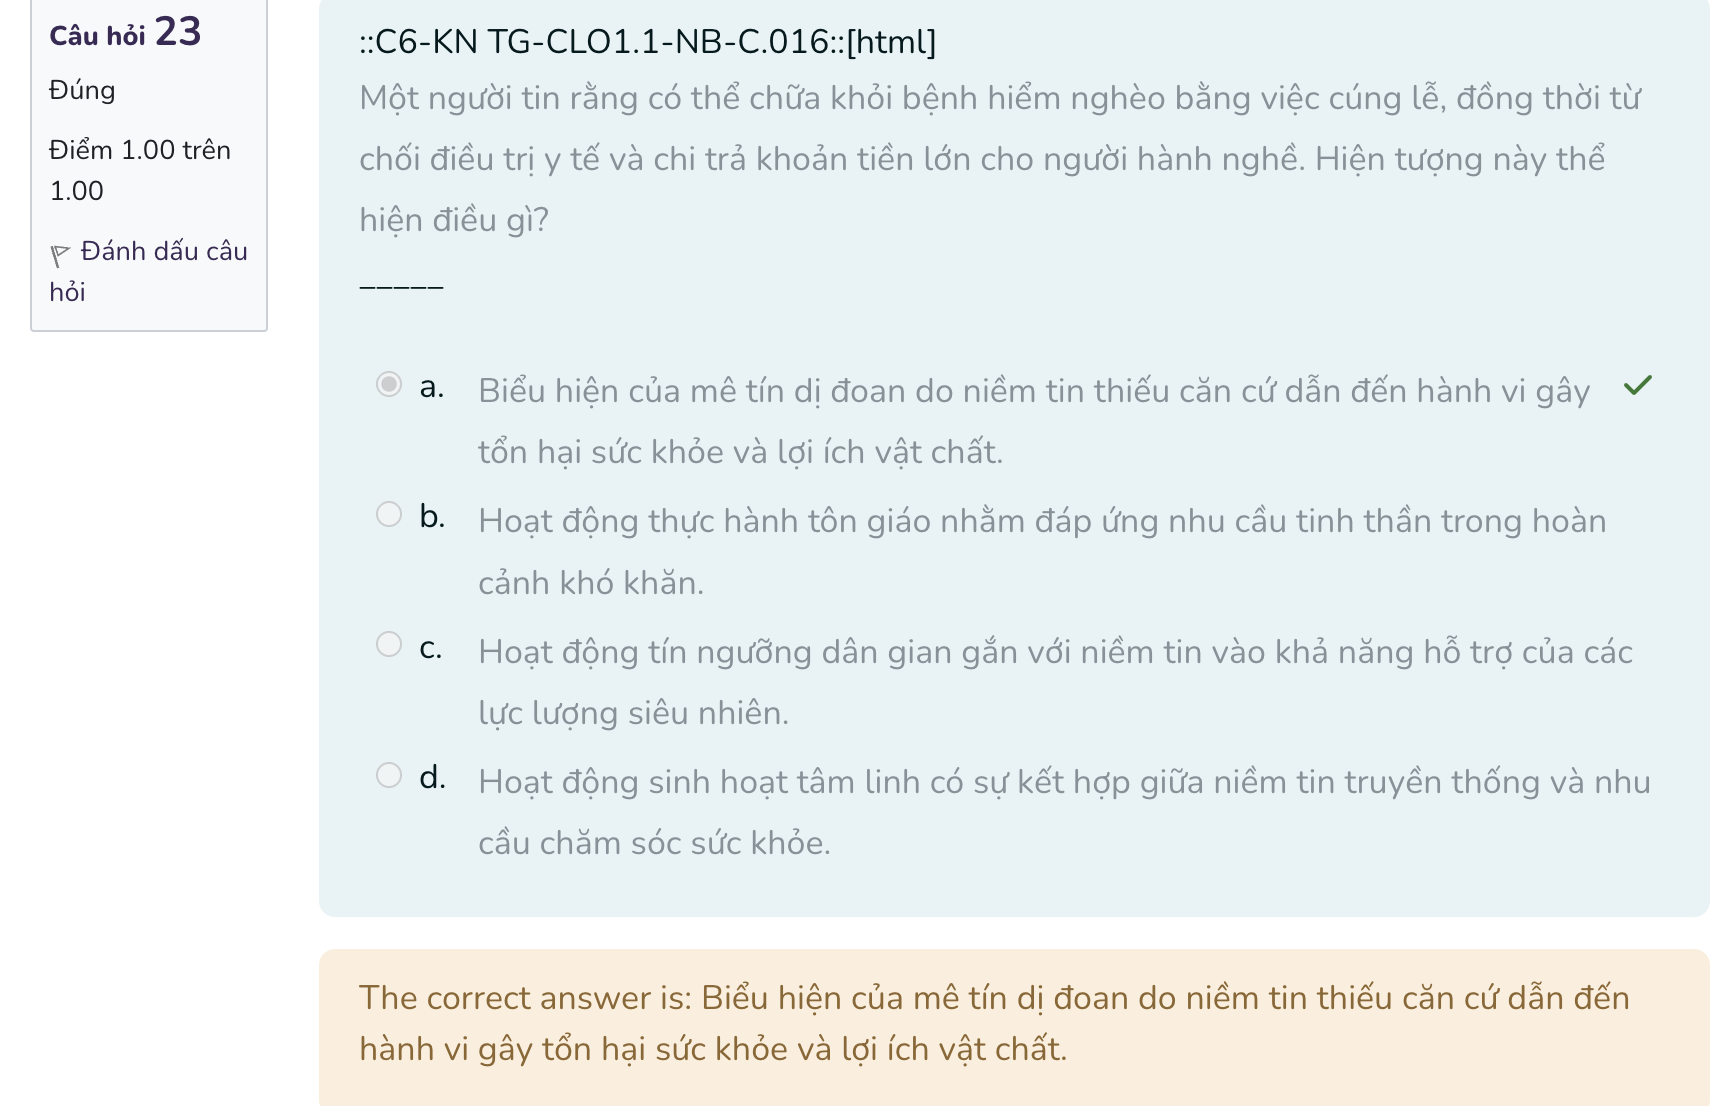 Câu hỏi 23
Đúng
Điểm 1.00 trên
1.00
Đánh dấu câu
hỏi
::C6-KN TG-CLO1.1-NB-C.016::[html]
Một người tin rằng có thể chữa khỏi bệnh hiểm nghèo bằng việc cúng lễ, đồng thời từ
chối điều trị y tế và chi trả khoản tiền lớn cho người hành nghề. Hiện tượng này thể
hiện điều gì?
_____
a. Biểu hiện của mê tín dị đoan do niềm tin thiếu căn cứ dẫn đến hành vi gây
tổn hại sức khỏe và lợi ích vật chất.
b. Hoạt động thực hành tôn giáo nhằm đáp ứng nhu cầu tinh thần trong hoàn
cảnh khó khăn.
c. Hoạt động tín ngưỡng dân gian gắn với niềm tin vào khả năng hỗ trợ của các
lực lượng siêu nhiên.
d. Hoạt động sinh hoạt tâm linh có sự kết hợp giữa niềm tin truyền thống và nhu
cầu chăm sóc sức khỏe.
The correct answer is: Biểu hiện của mê tín dị đoan do niềm tin thiếu căn cứ dẫn đến
hành vi gây tổn hại sức khỏe và lợi ích vật chất.